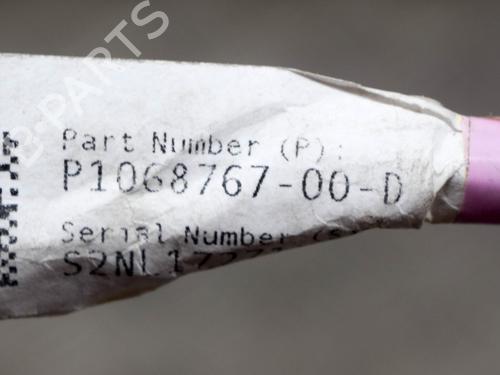 B-PARTS
Part Number (P):
P1068767-00-D
Serial Number